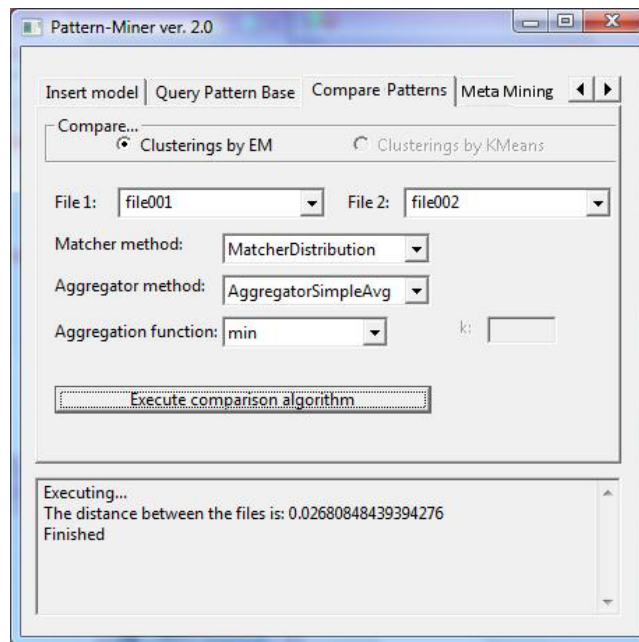 Pattern-Miner ver. 2.0
Insert model Query Pattern Base Compare Patterns Meta Mining
Compare...
Clusterings by EM Clusterings by KMeans
File 1: file001 File 2: file002
Matcher method: MatcherDistribution
Aggregator method: AggregatorSimpleAvg
Aggregation function: min k:
Execute comparison algorithm
Executing...
The distance between the files is: 0.02680848439394276
Finished